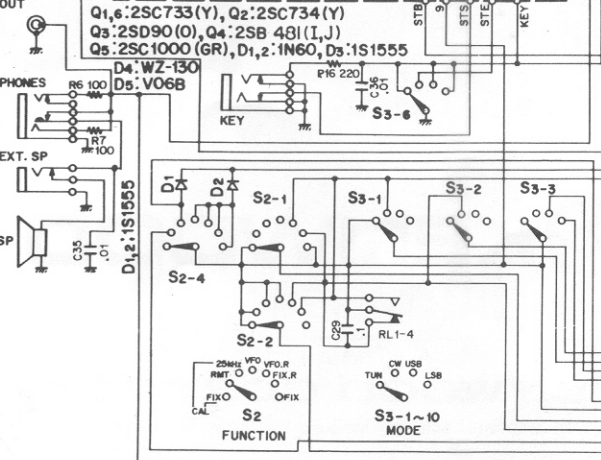 OUT
Q1,6:2SC733(Y), Q2:2SC734(Y)
Q3:2SD90(O), Q4:2SB 481(I,J)
Q5:2SC1000(GR), D1,2:1N60, D3:1S1555
D4:WZ-130
D5:V06B
STB
9
STS
STE
KEY
PHONES
R6 100
R7
100
KEY
R16 220
C36
.01
S3-6
EXT. SP
SP
C35
.01
D1,2:1S1555
D1
D2
S2-1
S3-1
S3-2
S3-3
S2-4
S2-2
C29
.1
RL1-4
25kHz
VFO
VFO.R
RMT
FIX.R
FIX
FIX
CAL
S2
FUNCTION
CW USB
TUN
LSB
S3-1~10
MODE